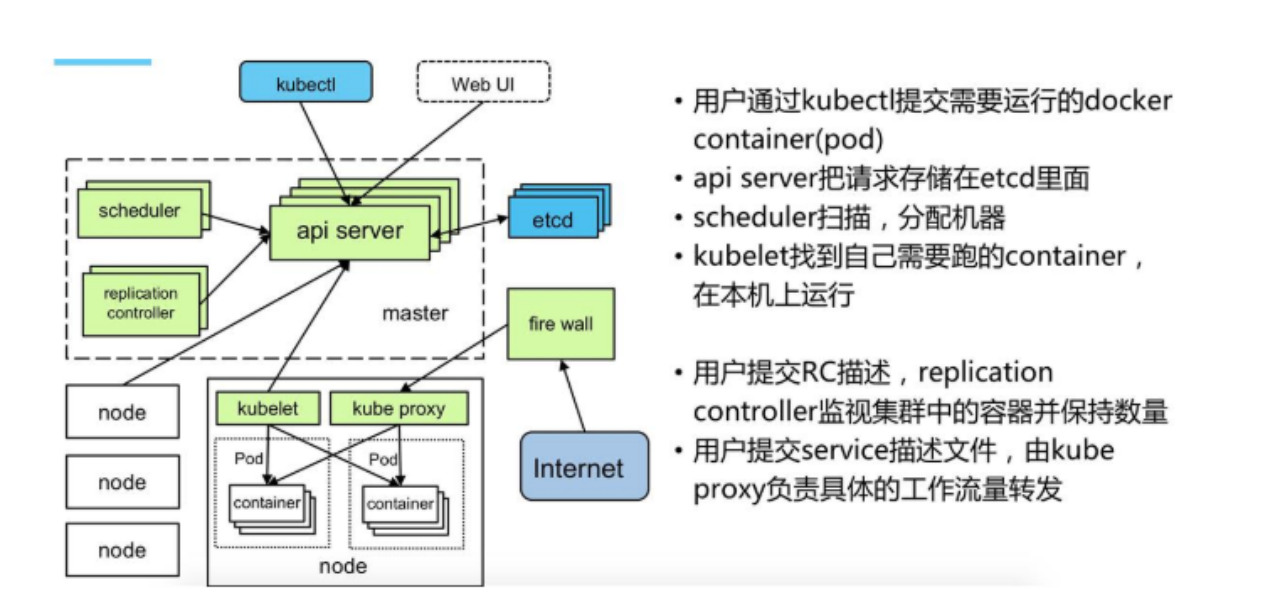 kubectl
Web UI
scheduler
api server
etcd
replication
controller
master
fire wall
node
kubelet
kube proxy
Pod
Pod
node
container
container
Internet
node
node
• 用户通过kubectl提交需要运行的docker
container(pod)
• api server把请求存储在etcd里面
• scheduler扫描，分配机器
• kubelet找到自己需要跑的container，
在本机上运行
• 用户提交RC描述，replication
controller监视集群中的容器并保持数量
• 用户提交service描述文件，由kube
proxy负责具体的工作流量转发